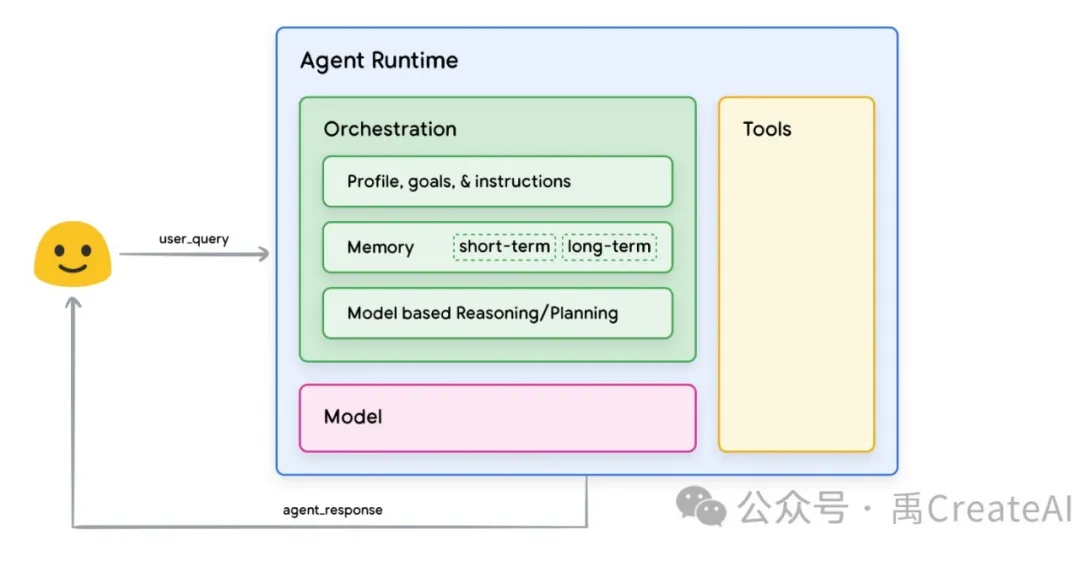 Agent Runtime
Orchestration
Tools
Profile, goals, & instructions
user_query
Memory short-term long-term
Model based Reasoning/Planning
Model
agent_response
公众号 · 禹CreateAI